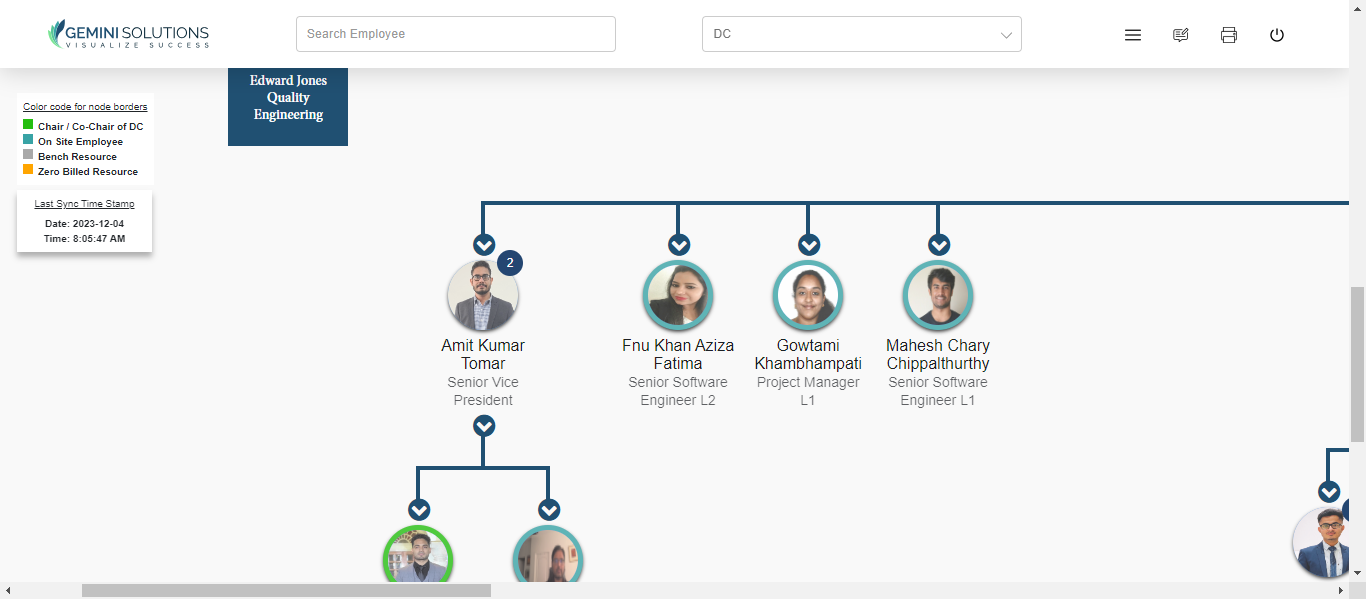 GEMINI SOLUTIONS
VISUALIZE SUCCESS
Search Employee
DC
Edward Jones
Quality
Engineering
Color code for node borders
Chair / Co-Chair of DC
On Site Employee
Bench Resource
Zero Billed Resource
Last Sync Time Stamp
Date: 2023-12-04
Time: 8:05:47 AM
2
Amit Kumar
Tomar
Senior Vice
President
Fnu Khan Aziza
Fatima
Senior Software
Engineer L2
Gowtami
Khambhampati
Project Manager
L1
Mahesh Chary
Chippalthurthy
Senior Software
Engineer L1